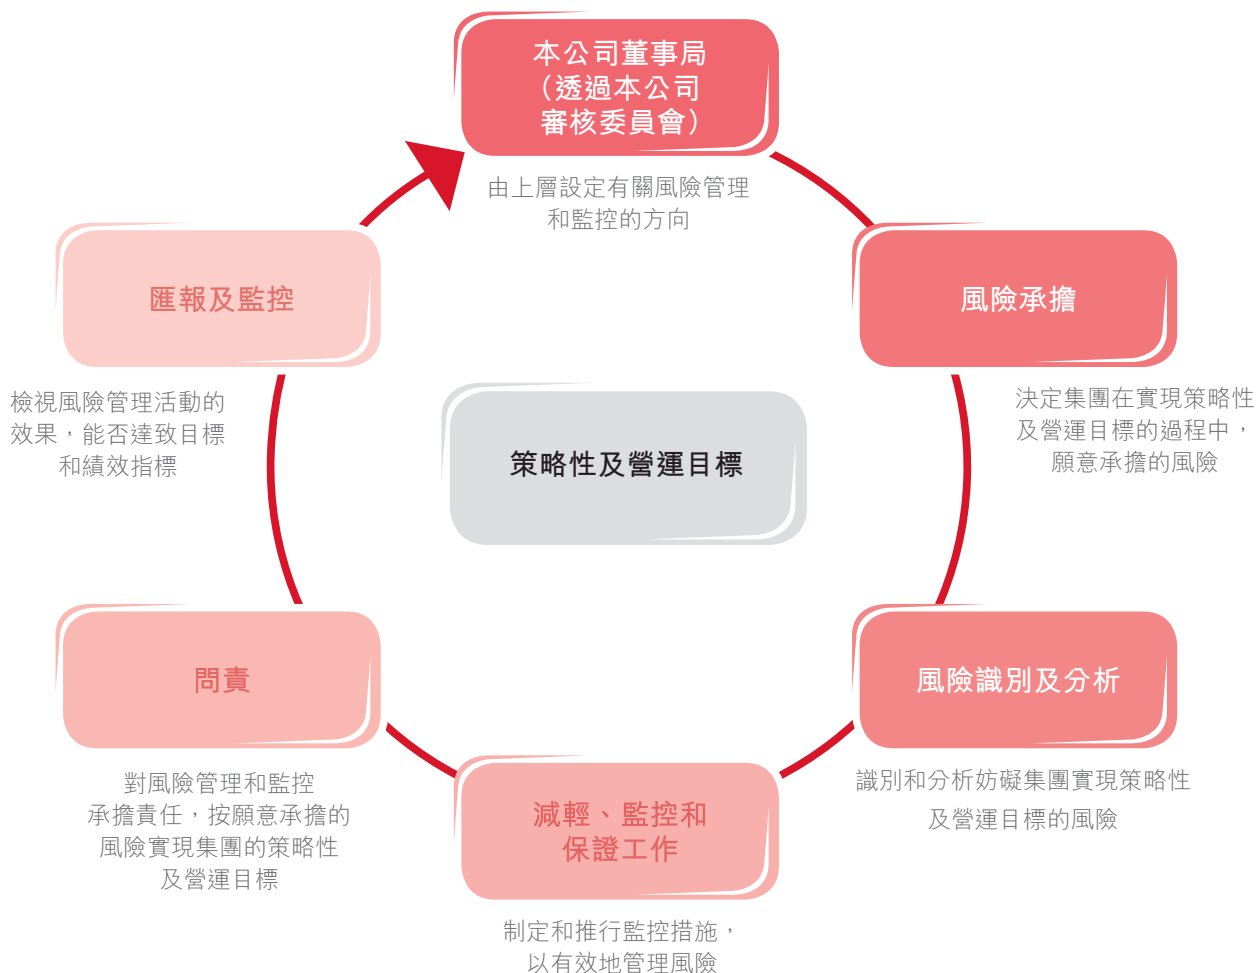 本公司董事局
（透過本公司
審核委員會）
由上層設定有關風險管理
和監控的方向
風險承擔
決定集團在實現策略性
及營運目標的過程中，
願意承擔的風險
風險識別及分析
識別和分析妨礙集團實現策略性
及營運目標的風險
減輕、監控和
保證工作
制定和推行監控措施，
以有效地管理風險
問責
對風險管理和監控
承擔責任，按願意承擔的
風險實現集團的策略性
及營運目標
匯報及監控
檢視風險管理活動的
效果，能否達致目標
和績效指標
策略性及營運目標